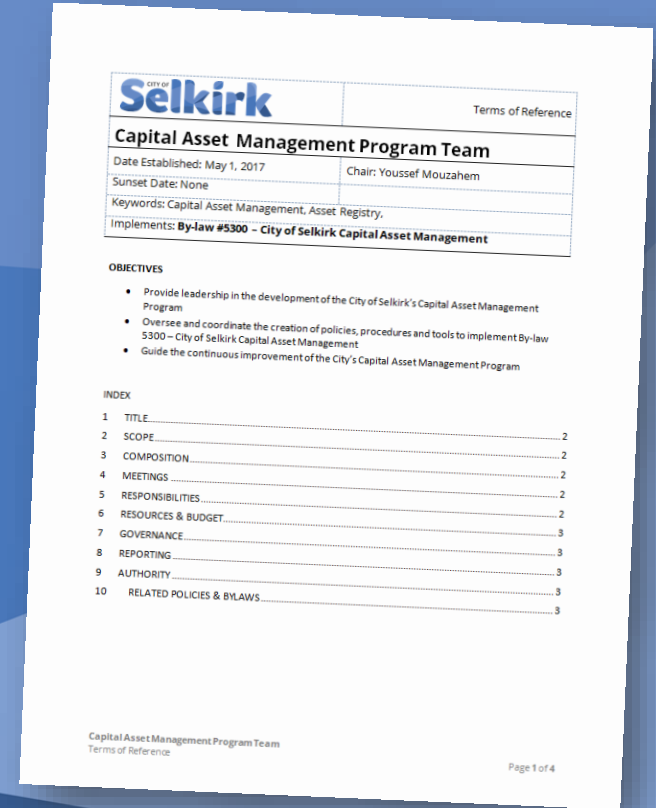 CITY OF
Selkirk
Terms of Reference
Capital Asset Management Program Team
Date Established: May 1, 2017
Chair: Youssef Mouzahem
Sunset Date: None
Keywords: Capital Asset Management, Asset Registry,
Implements: By-law #5300 – City of Selkirk Capital Asset Management
OBJECTIVES
• Provide leadership in the development of the City of Selkirk's Capital Asset Management
Program
• Oversee and coordinate the creation of policies, procedures and tools to implement By-law
5300 – City of Selkirk Capital Asset Management
• Guide the continuous improvement of the City's Capital Asset Management Program
INDEX
1 TITLE 2
2 SCOPE 2
3 COMPOSITION 2
4 MEETINGS 2
5 RESPONSIBILITIES 2
6 RESOURCES & BUDGET 3
7 GOVERNANCE 3
8 REPORTING 3
9 AUTHORITY 3
10 RELATED POLICIES & BYLAWS 3
Capital Asset Management Program Team
Terms of Reference
Page 1 of 4